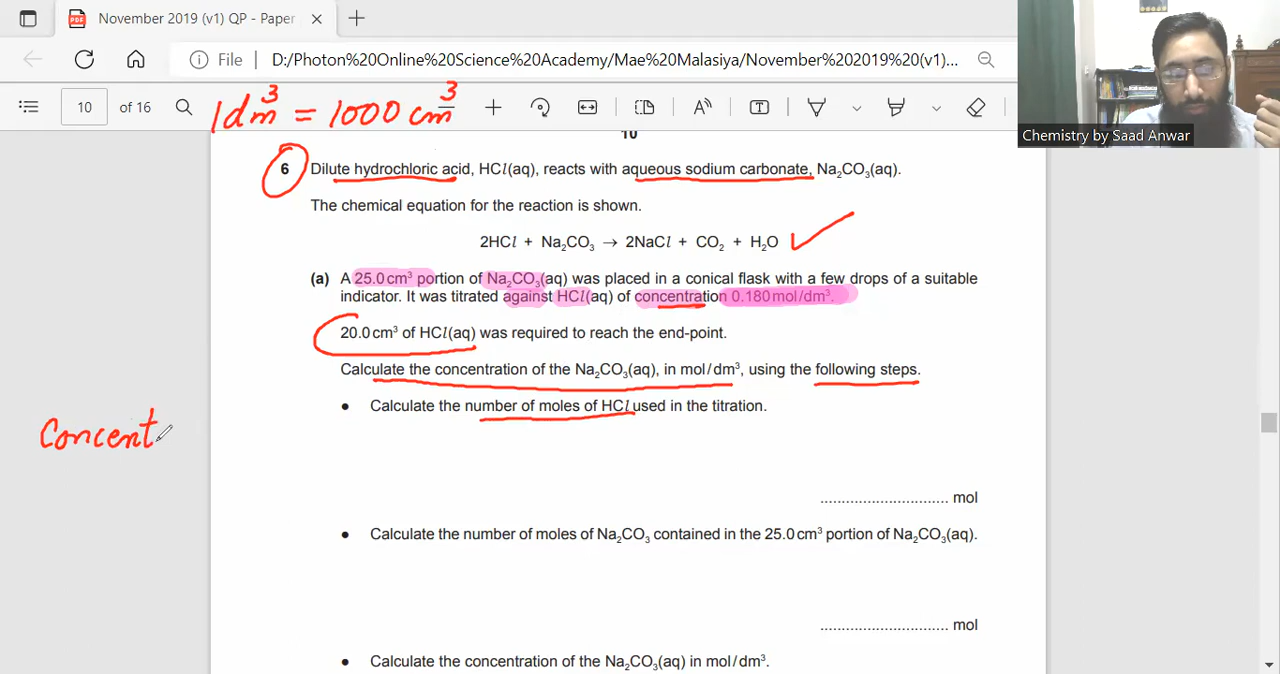 November 2019 (v1) QP - Paper
File D:/Photon%20Online%20Science%20Academy/Mae%20Malasiya/November%202019%20(v1)...
10 of 16
1dm³ = 1000 cm³
10
6 Dilute hydrochloric acid, HCl(aq), reacts with aqueous sodium carbonate, Na₂CO₃(aq).
The chemical equation for the reaction is shown.
2HCl + Na₂CO₃ → 2NaCl + CO₂ + H₂O
(a) A 25.0 cm³ portion of Na₂CO₃(aq) was placed in a conical flask with a few drops of a suitable
indicator. It was titrated against HCl(aq) of concentration 0.180 mol/dm³.
20.0 cm³ of HCl(aq) was required to reach the end-point.
Calculate the concentration of the Na₂CO₃(aq), in mol/dm³, using the following steps.
• Calculate the number of moles of HCl used in the titration.
Concent
.............................. mol
• Calculate the number of moles of Na₂CO₃ contained in the 25.0 cm³ portion of Na₂CO₃(aq).
.............................. mol
• Calculate the concentration of the Na₂CO₃(aq) in mol/dm³.
Chemistry by Saad Anwar